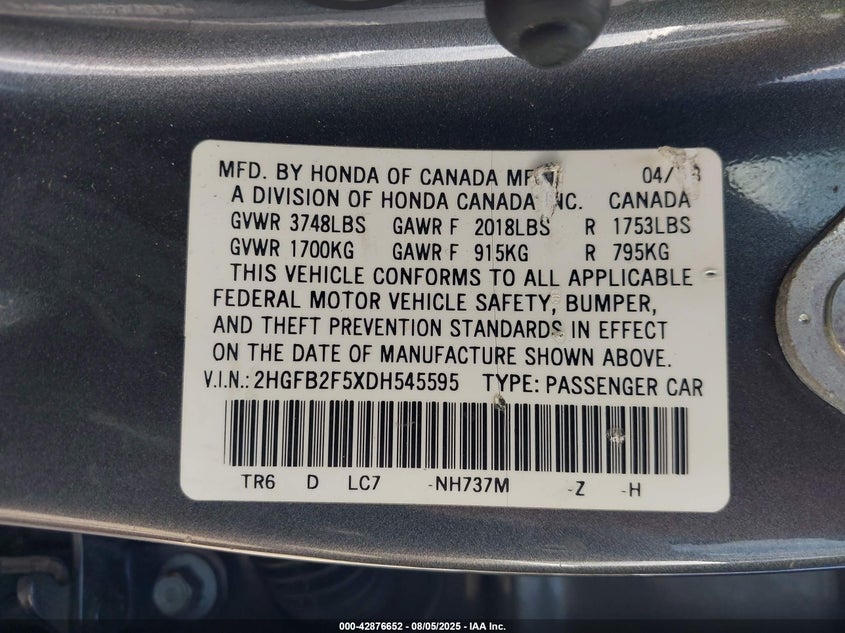 MFD. BY HONDA OF CANADA MFG. 04/13
A DIVISION OF HONDA CANADA INC. CANADA
GVWR 3748LBS GAWR F 2018LBS R 1753LBS
GVWR 1700KG GAWR F 915KG R 795KG
THIS VEHICLE CONFORMS TO ALL APPLICABLE
FEDERAL MOTOR VEHICLE SAFETY, BUMPER,
AND THEFT PREVENTION STANDARDS IN EFFECT
ON THE DATE OF MANUFACTURE SHOWN ABOVE.
V.I.N.: 2HGFB2F5XDH545595 TYPE: PASSENGER CAR
TR6 D LC7 -NH737M -Z -H
000-42876652 - 08/05/2025 - IAA Inc.